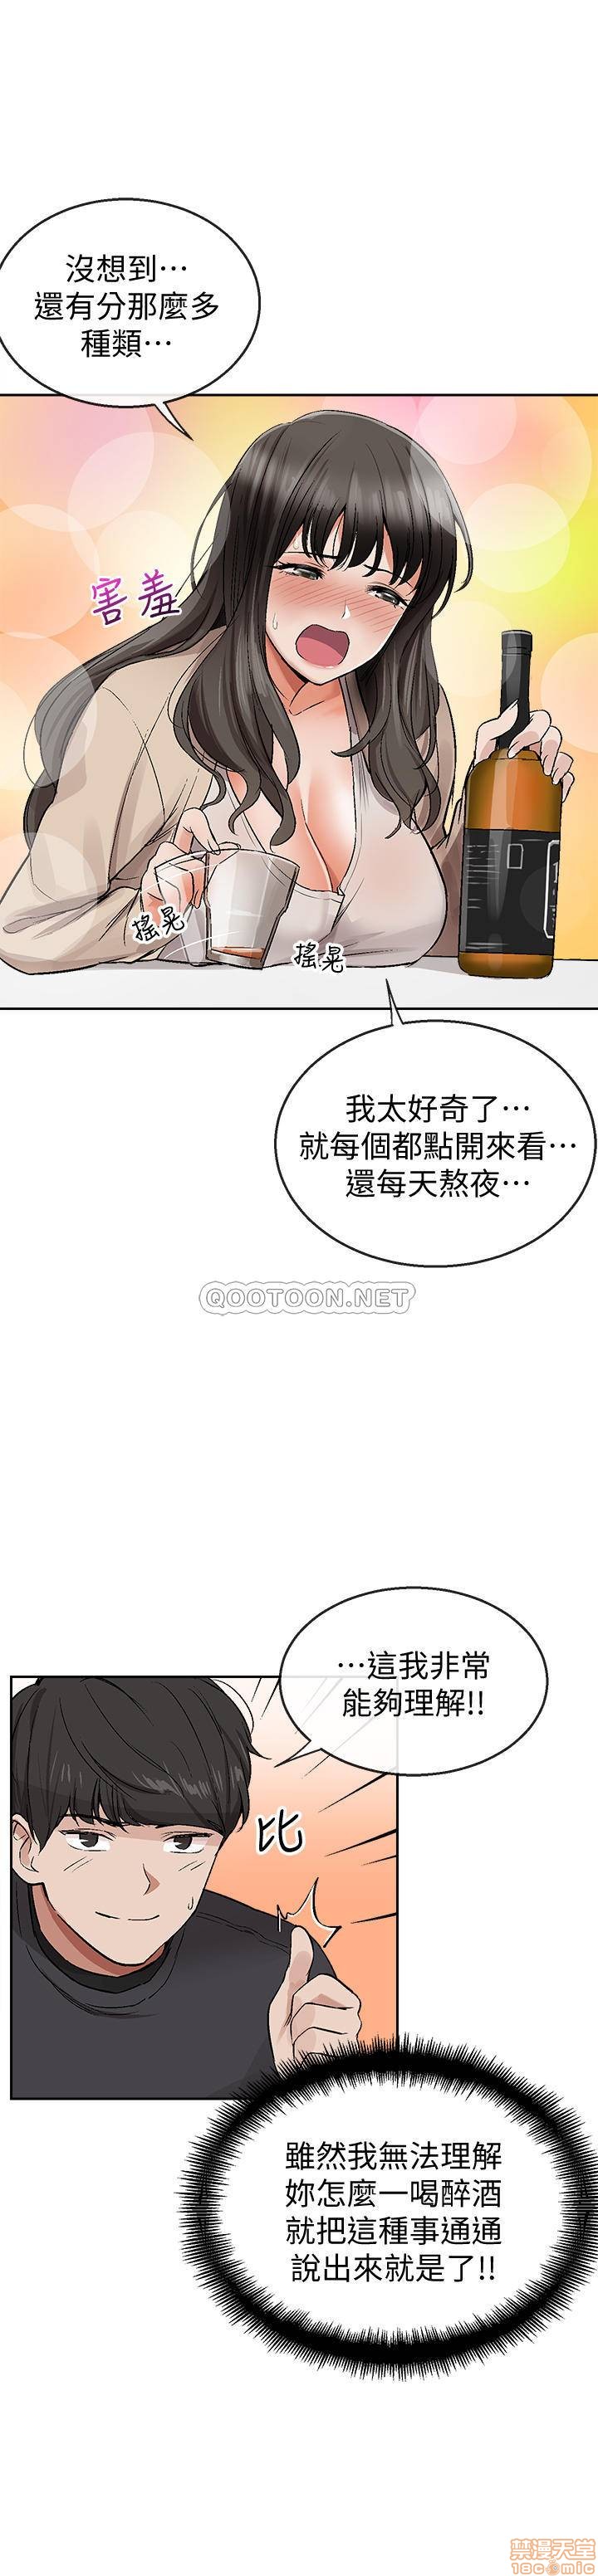 沒想到⋯
還有分那麼多
種類⋯
害羞
搖晃
搖晃
我太好奇了⋯
就每個都點開來看⋯
還每天熬夜⋯
QOOTOON.NET
⋯這我非常
能夠理解!!
比
雖然我無法理解
妳怎麼一喝醉酒
就把這種事通通
說出來就是了!!
禁漫天堂
18comic